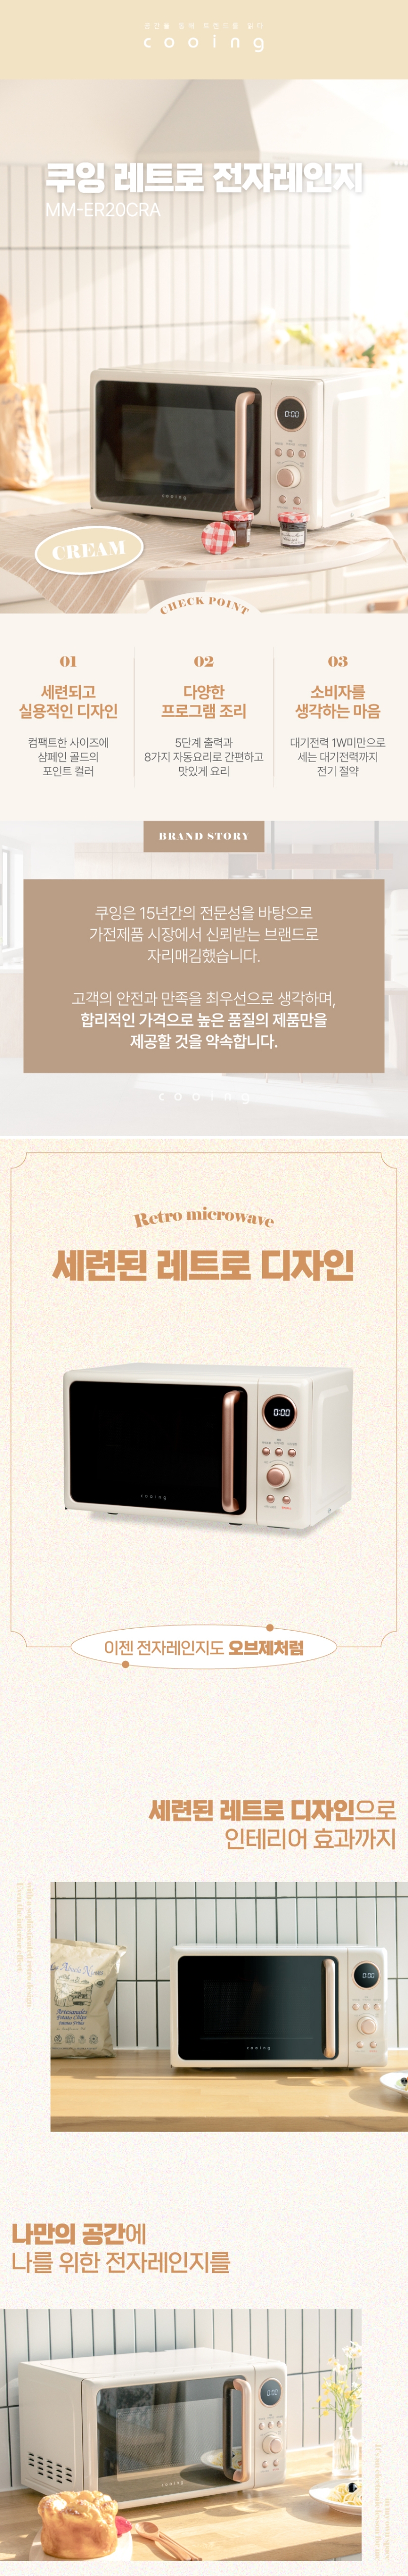 공간을 통해 브랜드를 담다
cooing
쿠잉 레트로 전자레인지
MM-ER20CRA
0:00
cooing
CREAM
CHECK POINT
01
세련되고
실용적인 디자인
컴팩트한 사이즈에
샴페인 골드의
포인트 컬러
02
다양한
프로그램 조리
5단계 출력과
8가지 자동요리로 간편하고
맛있게 요리
03
소비자를
생각하는 마음
대기전력 1W미만으로
세는 대기전력까지
전기 절약
BRAND STORY
쿠잉은 15년간의 전문성을 바탕으로
가전제품 시장에서 신뢰받는 브랜드로
자리매김했습니다.
고객의 안전과 만족을 최우선으로 생각하며,
합리적인 가격으로 높은 품질의 제품만을
제공할 것을 약속합니다.
cooing
Retro microwave
세련된 레트로 디자인
0:00
cooing
이젠 전자레인지도 오브제처럼
세련된 레트로 디자인으로
인테리어 효과까지
Artesanales
Potato Chips
0:00
cooing
나만의 공간에
나를 위한 전자레인지를
cooing